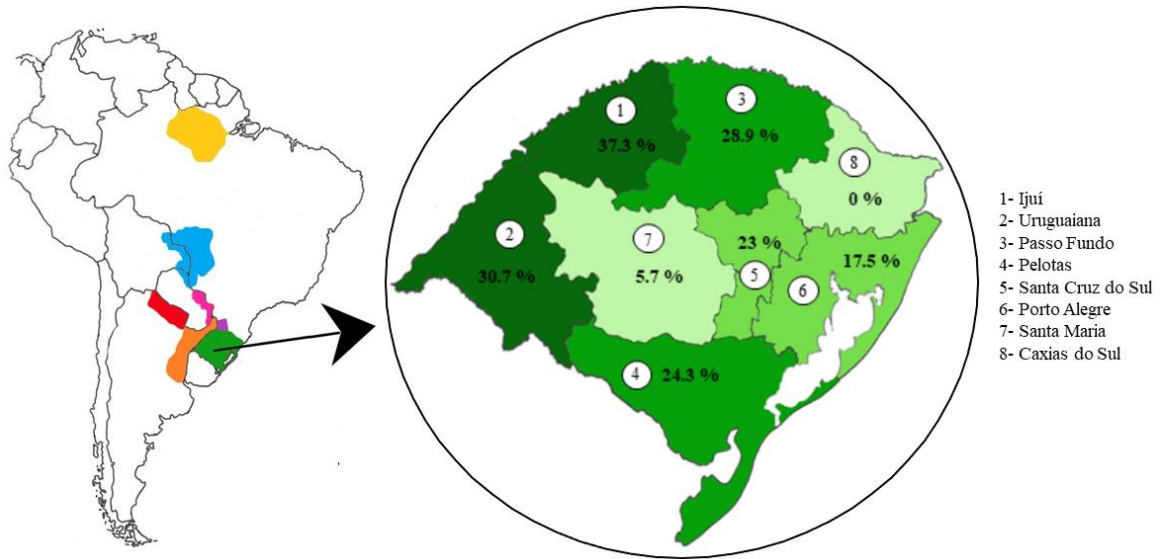 1
37.3 %
3
28.9 %
8
0 %
2
30.7 %
7
5.7 %
23 %
5
17.5 %
6
4
24.3 %
1- Ijuí
2- Uruguaiana
3- Passo Fundo
4- Pelotas
5- Santa Cruz do Sul
6- Porto Alegre
7- Santa Maria
8- Caxias do Sul